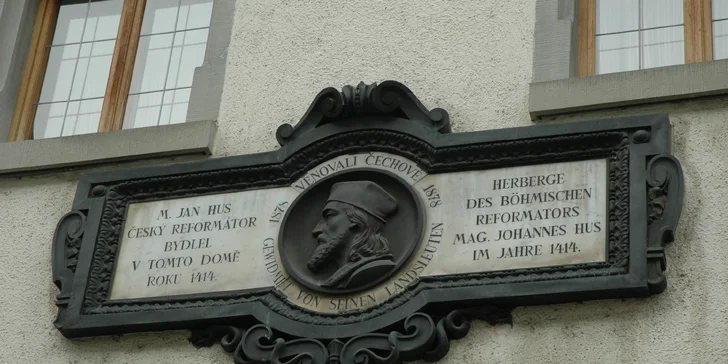 M. JAN HUS
ČESKÝ REFORMÁTOR
BYDLEL
V TOMTO DOMĚ
ROKU 1414.
VĚNOVALI ČECHOVÉ
1878 1878
GEWIDMET VON SEINEN LANDSLEUTEN
HERBERGE
DES BÖHMISCHEN
REFORMATORS
MAG. JOHANNES HUS
IM JAHRE 1414.